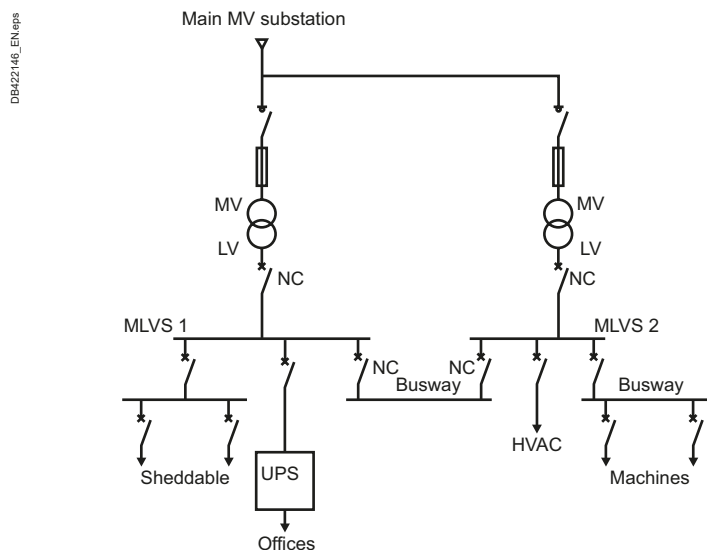 Main MV substation
DB422146_EN.eps
MV
MV
LV
LV
NC
NC
MLVS 1
MLVS 2
NC
NC
Busway
Busway
HVAC
Sheddable
UPS
Machines
Offices